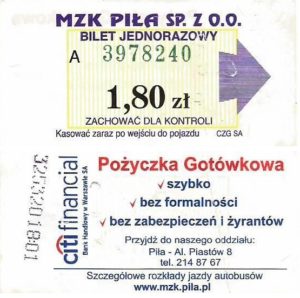 MZK PIŁA SP. Z O.O.
BILET JEDNORAZOWY
A 3978240
1,80 zł
ZACHOWAĆ DLA KONTROLI
Kasować zaraz po wejściu do pojazdu CZG SA
citifinancial
Bank Handlowy w Warszawie SA
Pożyczka Gotówkowa
✓ szybko
✓ bez formalności
✓ bez zabezpieczeń i żyrantów
Przyjdź do naszego oddziału:
Piła - Al. Piastów 8
tel. 214 87 67
Szczegółowe rozkłady jazdy autobusów
www.mzk.pila.pl